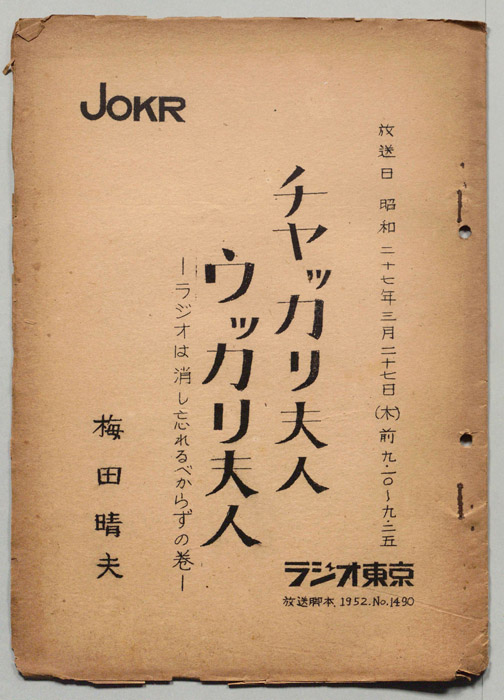 JOKR
放送日 昭和二十七年三月二十七日(木)前九・一〇~九・二五
チャッカリ夫人
ウッカリ夫人
―ラジオは消し忘れるべからずの巻―
梅田晴夫
ラジオ東京
放送脚本 1952.No.1490